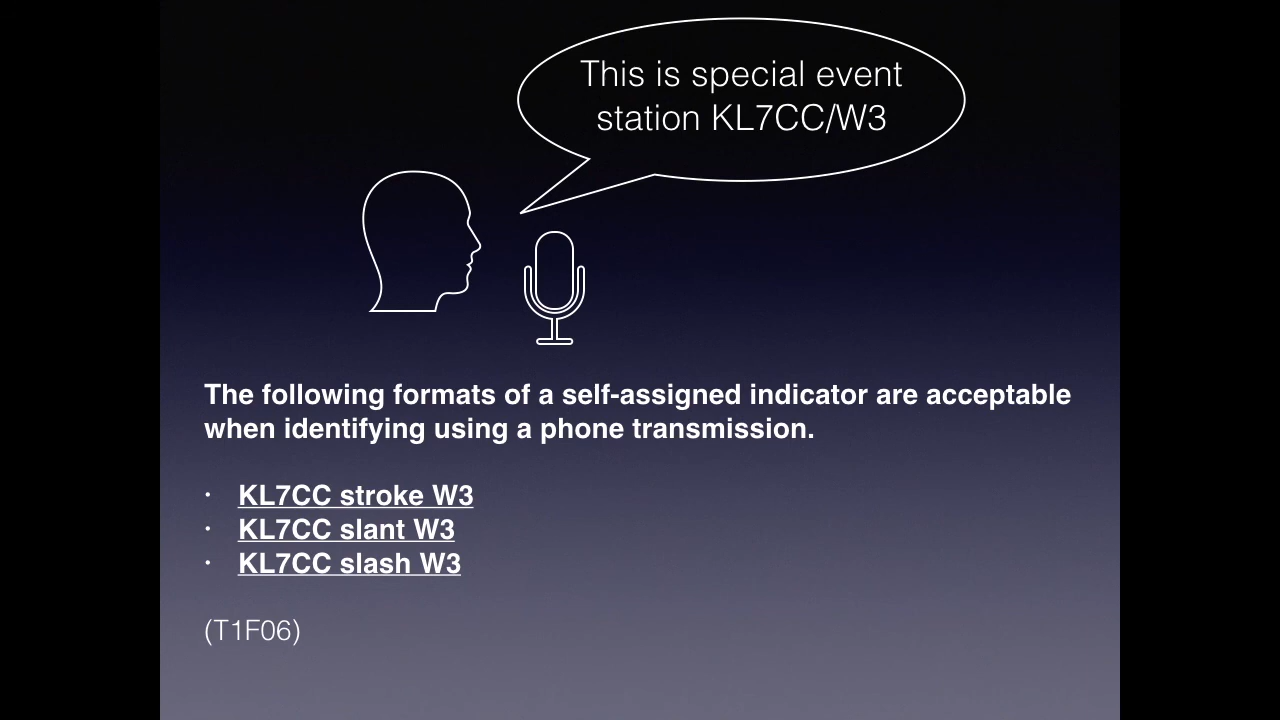 This is special event
station KL7CC/W3
The following formats of a self-assigned indicator are acceptable
when identifying using a phone transmission.
· KL7CC stroke W3
· KL7CC slant W3
· KL7CC slash W3
(T1F06)